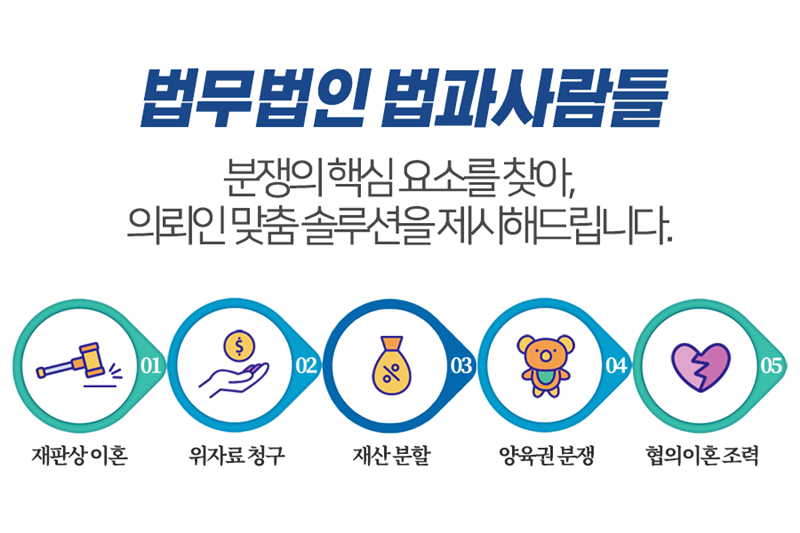 법무법인 법과사람들
분쟁의 핵심 요소를 찾아,
의뢰인 맞춤 솔루션을 제시해드립니다.
01
02
03
04
05
재판상 이혼
위자료 청구
재산 분할
양육권 분쟁
협의이혼 조력